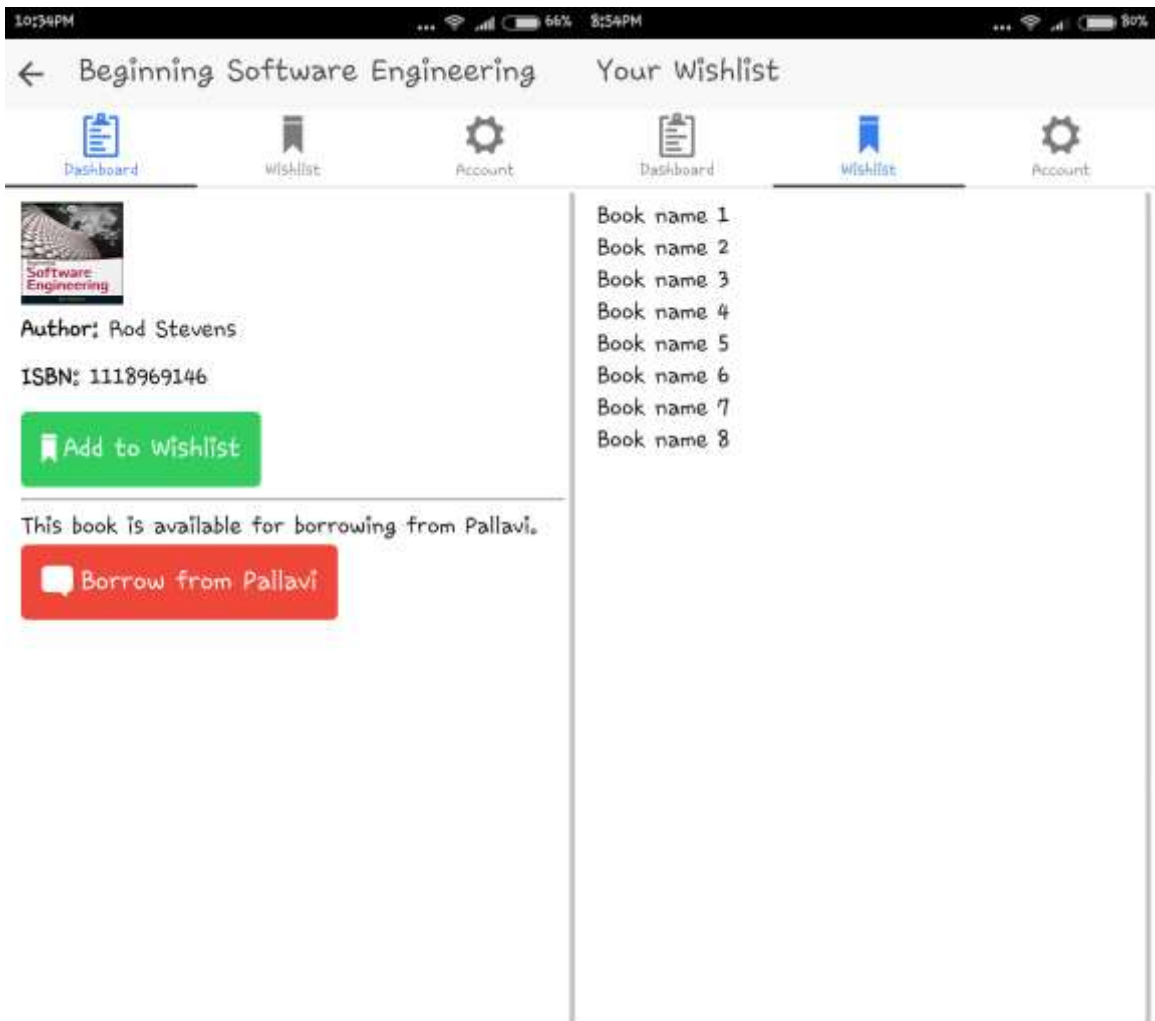 10:34PM
... 66%
Beginning Software Engineering
Dashboard
Wishlist
Account
Software
Engineering
Author: Rod Stevens
ISBN: 1118969146
Add to Wishlist
This book is available for borrowing from Pallavi.
Borrow from Pallavi
8:54PM
... 80%
Your Wishlist
Dashboard
Wishlist
Account
Book name 1
Book name 2
Book name 3
Book name 4
Book name 5
Book name 6
Book name 7
Book name 8